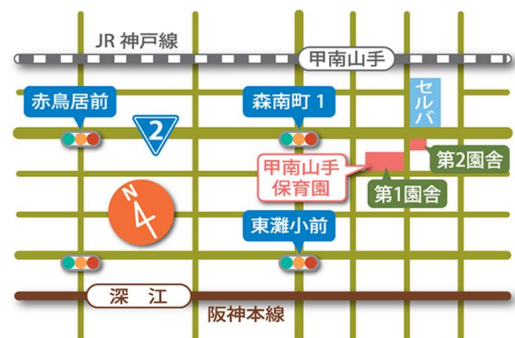 JR 神戸線
甲南山手
赤鳥居前
2
森南町 1
セルバ
甲南山手
保育園
第2園舎
第1園舎
N
東灘小前
深 江
阪神本線